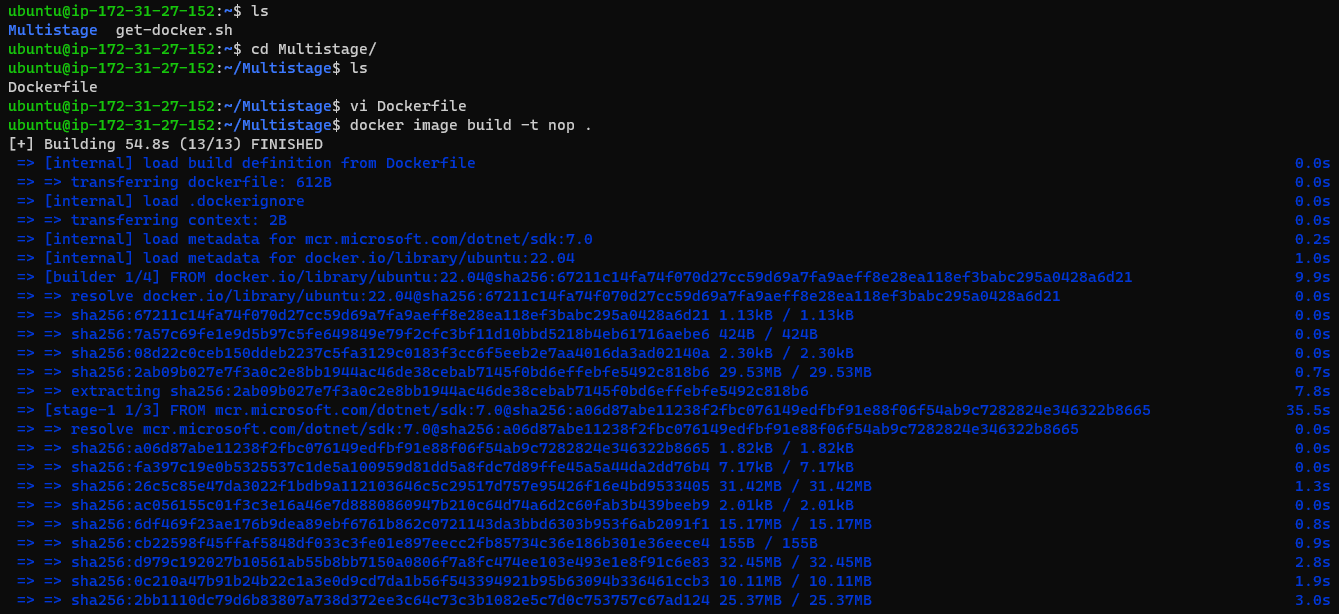 ubuntu@ip-172-31-27-152:~$ ls
Multistage  get-docker.sh
ubuntu@ip-172-31-27-152:~$ cd Multistage/
ubuntu@ip-172-31-27-152:~/Multistage$ ls
Dockerfile
ubuntu@ip-172-31-27-152:~/Multistage$ vi Dockerfile
ubuntu@ip-172-31-27-152:~/Multistage$ docker image build -t nop .
[+] Building 54.8s (13/13) FINISHED
=> [internal] load build definition from Dockerfile 0.0s
=> => transferring dockerfile: 612B 0.0s
=> [internal] load .dockerignore 0.0s
=> => transferring context: 2B 0.0s
=> [internal] load metadata for mcr.microsoft.com/dotnet/sdk:7.0 0.2s
=> [internal] load metadata for docker.io/library/ubuntu:22.04 1.0s
=> [builder 1/4] FROM docker.io/library/ubuntu:22.04@sha256:67211c14fa74f070d27cc59d69a7fa9aeff8e28ea118ef3babc295a0428a6d21 9.9s
=> => resolve docker.io/library/ubuntu:22.04@sha256:67211c14fa74f070d27cc59d69a7fa9aeff8e28ea118ef3babc295a0428a6d21 0.0s
=> => sha256:67211c14fa74f070d27cc59d69a7fa9aeff8e28ea118ef3babc295a0428a6d21 1.13kB / 1.13kB 0.0s
=> => sha256:7a57c69fe1e9d5b97c5fe649849e79f2cfc3bf11d10bbd5218b4eb61716aebe6 424B / 424B 0.0s
=> => sha256:08d22c0ceb150ddeb2237c5fa3129c0183f3cc6f5eeb2e7aa4016da3ad02140a 2.30kB / 2.30kB 0.0s
=> => sha256:2ab09b027e7f3a0c2e8bb1944ac46de38cebab7145f0bd6effebfe5492c818b6 29.53MB / 29.53MB 0.7s
=> => extracting sha256:2ab09b027e7f3a0c2e8bb1944ac46de38cebab7145f0bd6effebfe5492c818b6 7.8s
=> [stage-1 1/3] FROM mcr.microsoft.com/dotnet/sdk:7.0@sha256:a06d87abe11238f2fbc076149edfbf91e88f06f54ab9c7282824e346322b8665 35.5s
=> => resolve mcr.microsoft.com/dotnet/sdk:7.0@sha256:a06d87abe11238f2fbc076149edfbf91e88f06f54ab9c7282824e346322b8665 0.0s
=> => sha256:a06d87abe11238f2fbc076149edfbf91e88f06f54ab9c7282824e346322b8665 1.82kB / 1.82kB 0.0s
=> => sha256:fa397c19e0b5325537c1de5a100959d81dd5a8fdc7d89ffe45a5a44da2dd76b4 7.17kB / 7.17kB 0.0s
=> => sha256:26c5c85e47da3022f1bdb9a112103646c5c29517d757e95426f16e4bd9533405 31.42MB / 31.42MB 1.3s
=> => sha256:ac056155c01f3c3e16a46e7d8880860947b210c64d74a6d2c60fab3b439beeb9 2.01kB / 2.01kB 0.0s
=> => sha256:6df469f23ae176b9dea89ebf6761b862c0721143da3bbd6303b953f6ab2091f1 15.17MB / 15.17MB 0.8s
=> => sha256:cb22598f45ffaf5848df033c3fe01e897eecc2fb85734c36e186b301e36eece4 155B / 155B 0.9s
=> => sha256:d979c192027b10561ab55b8bb7150a0806f7a8fc474ee103e493e1e8f91c6e83 32.45MB / 32.45MB 2.8s
=> => sha256:0c210a47b91b24b22c1a3e0d9cd7da1b56f543394921b95b63094b336461ccb3 10.11MB / 10.11MB 1.9s
=> => sha256:2bb1110dc79d6b83807a738d372ee3c64c73c3b1082e5c7d0c753757c67ad124 25.37MB / 25.37MB 3.0s